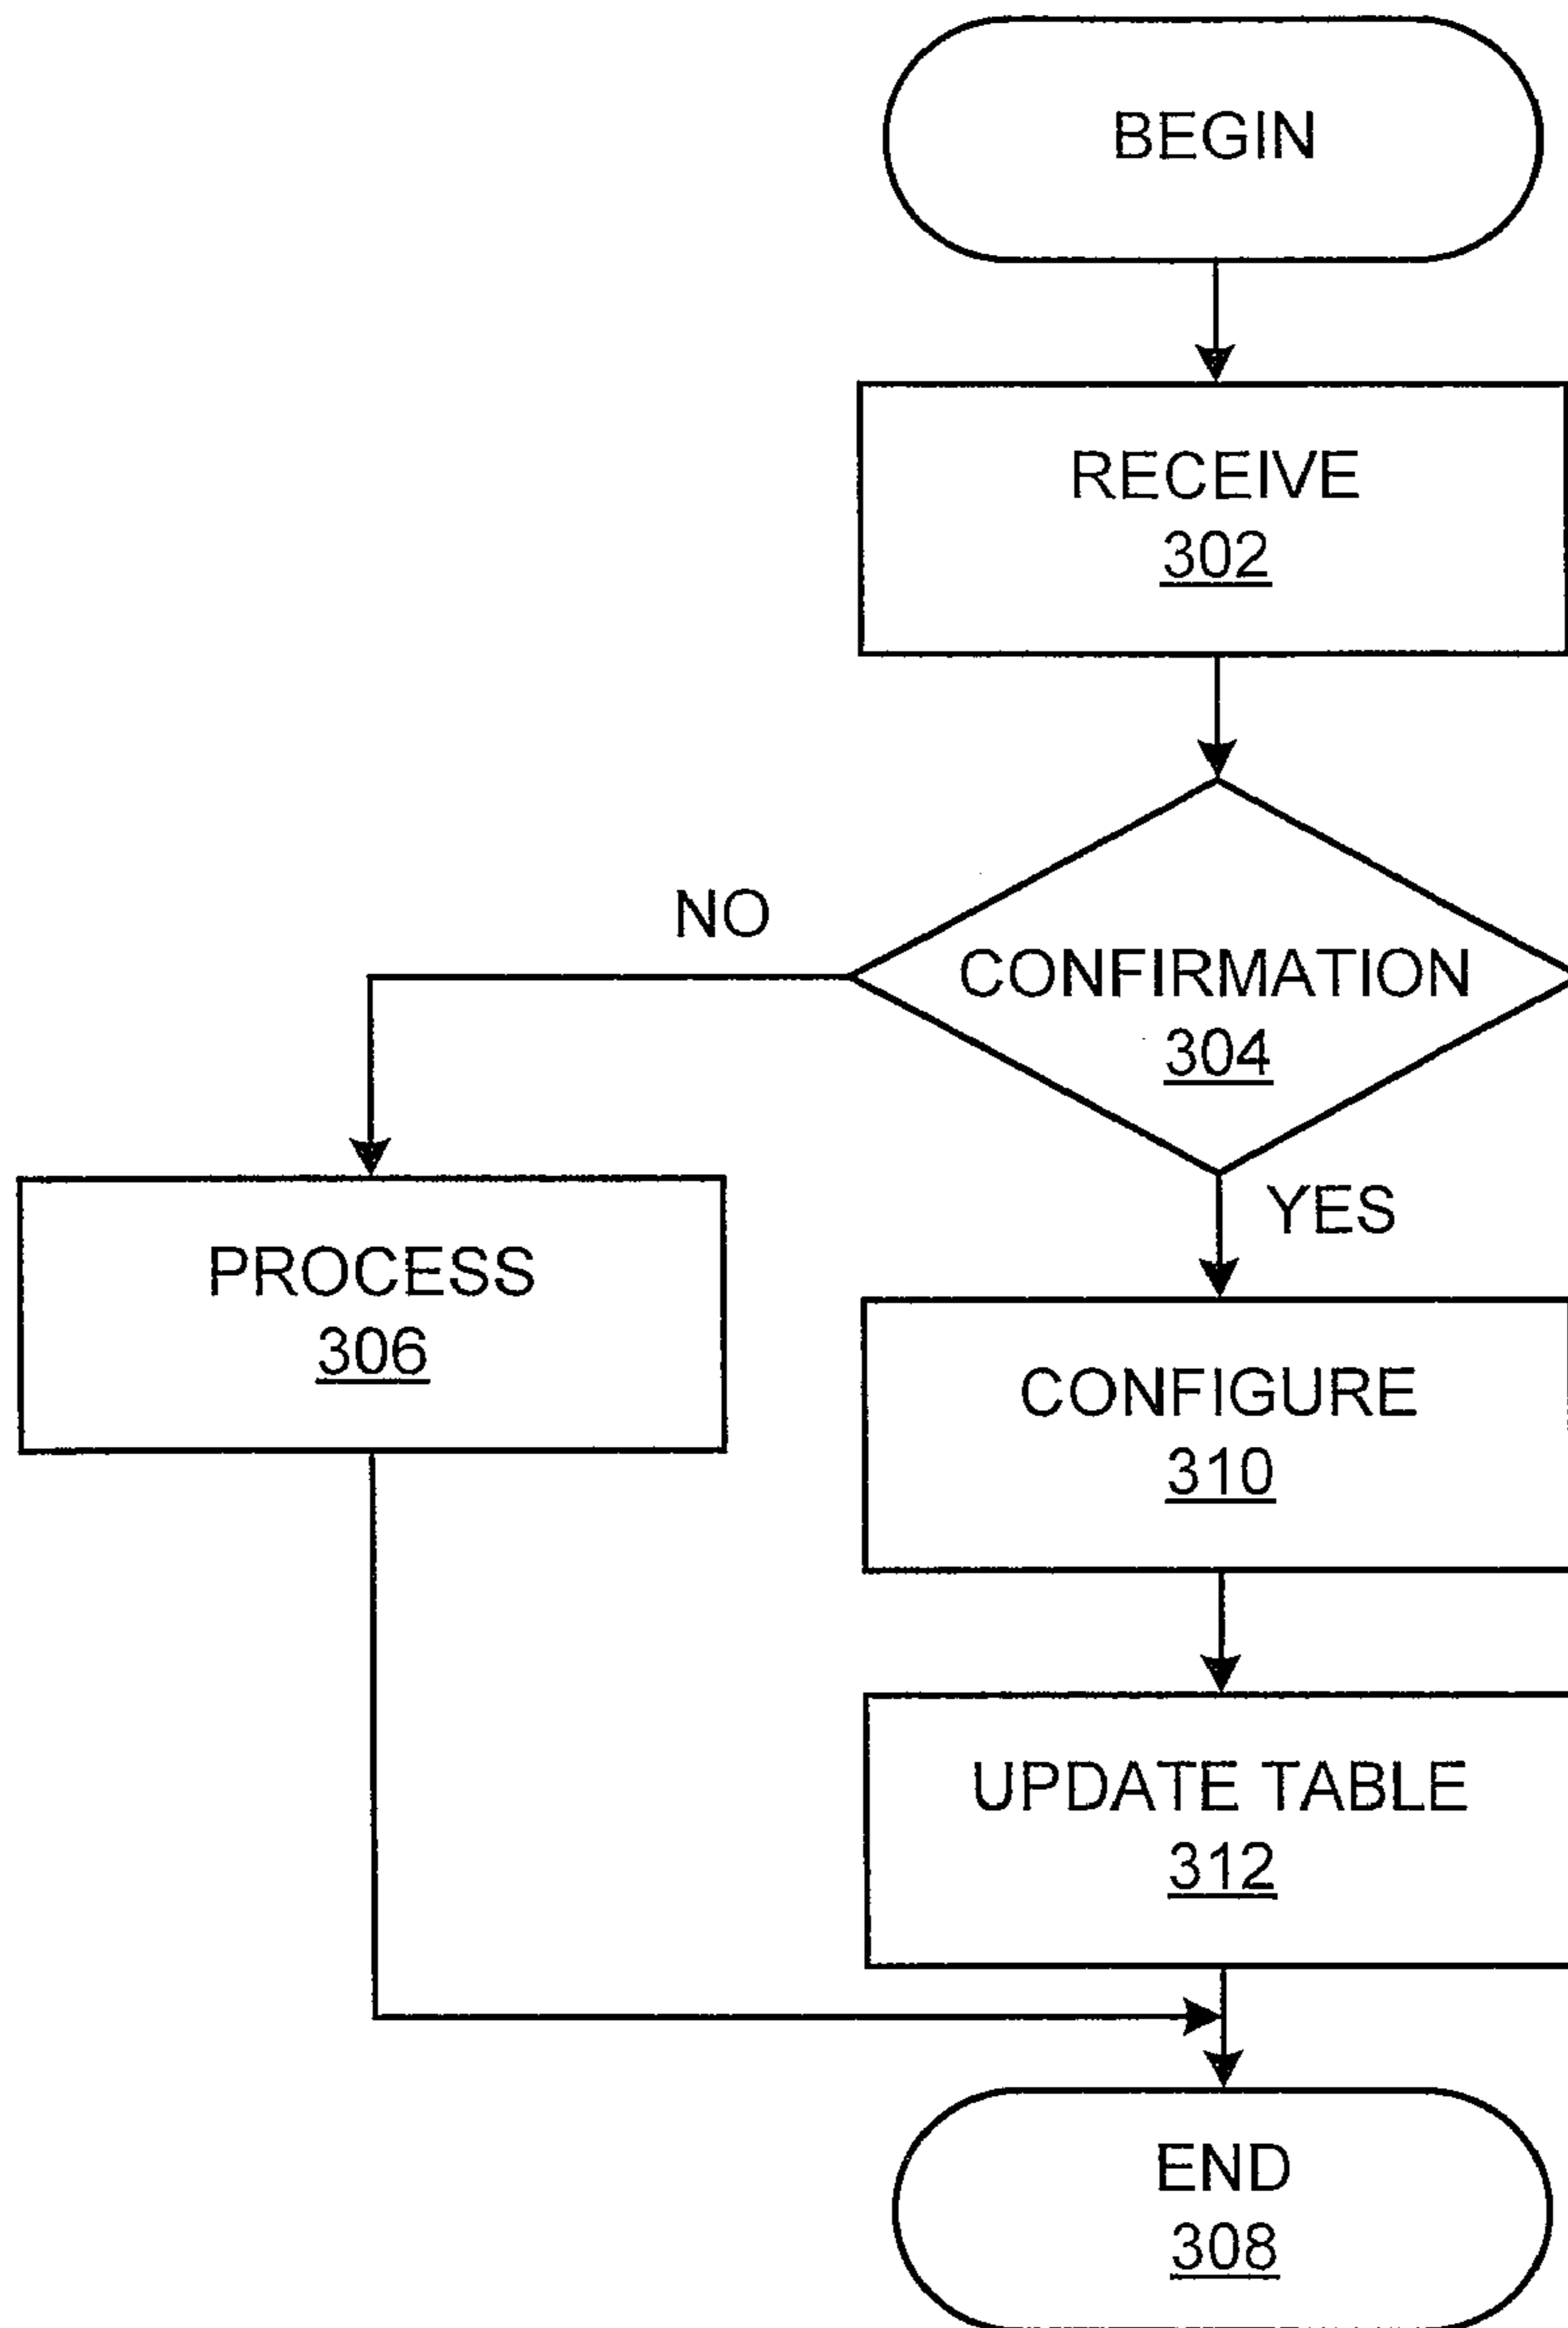 BEGIN
RECEIVE
302
NO
CONFIRMATION
304
YES
PROCESS
306
CONFIGURE
310
UPDATE TABLE
312
END
308